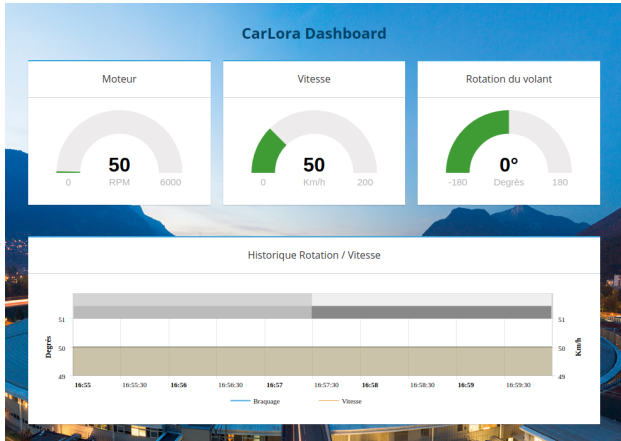 CarLora Dashboard
Moteur
50
0 RPM 6000
Vitesse
50
0 Km/h 200
Rotation du volant
0°
-180 Degrés 180
Historique Rotation / Vitesse
51 51
Degrés 50 50 Km/h
49 49
16:55 16:55:30 16:56 16:56:30 16:57 16:57:30 16:58 16:58:30 16:59 16:59:30
Braquage Vitesse